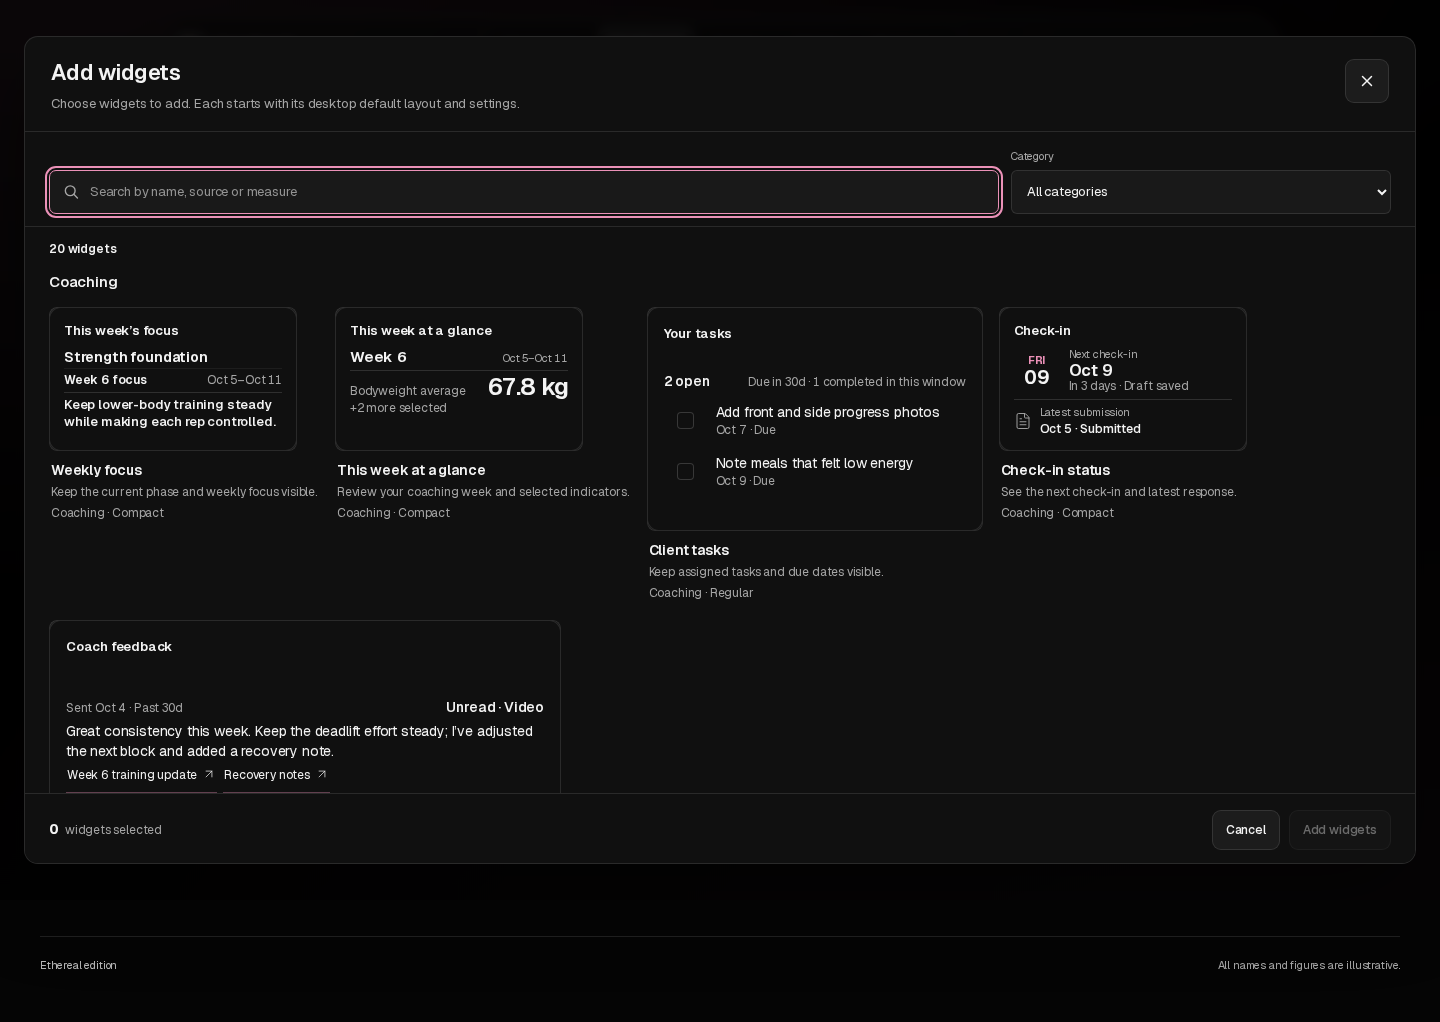 Add widgets
Choose widgets to add. Each starts with its desktop default layout and settings.
Category
Search by name, source or measure
All categories
20 widgets
Coaching
This week's focus
Strength foundation
Week 6 focus Oct 5–Oct 11
Keep lower-body training steady
while making each rep controlled.
Weekly focus
Keep the current phase and weekly focus visible.
Coaching · Compact
This week at a glance
Week 6 Oct 5–Oct 11
Bodyweight average 67.8 kg
+2 more selected
This week at a glance
Review your coaching week and selected indicators.
Coaching · Compact
Your tasks
2 open Due in 30d · 1 completed in this window
Add front and side progress photos
Oct 7 · Due
Note meals that felt low energy
Oct 9 · Due
Client tasks
Keep assigned tasks and due dates visible.
Coaching · Regular
Check-in
FRI
09
Next check-in
Oct 9
In 3 days · Draft saved
Latest submission
Oct 5 · Submitted
Check-in status
See the next check-in and latest response.
Coaching · Compact
Coach feedback
Sent Oct 4 · Past 30d Unread · Video
Great consistency this week. Keep the deadlift effort steady; I've adjusted
the next block and added a recovery note.
Week 6 training update Recovery notes
0 widgets selected
Cancel
Add widgets
Ethereal edition
All names and figures are illustrative.